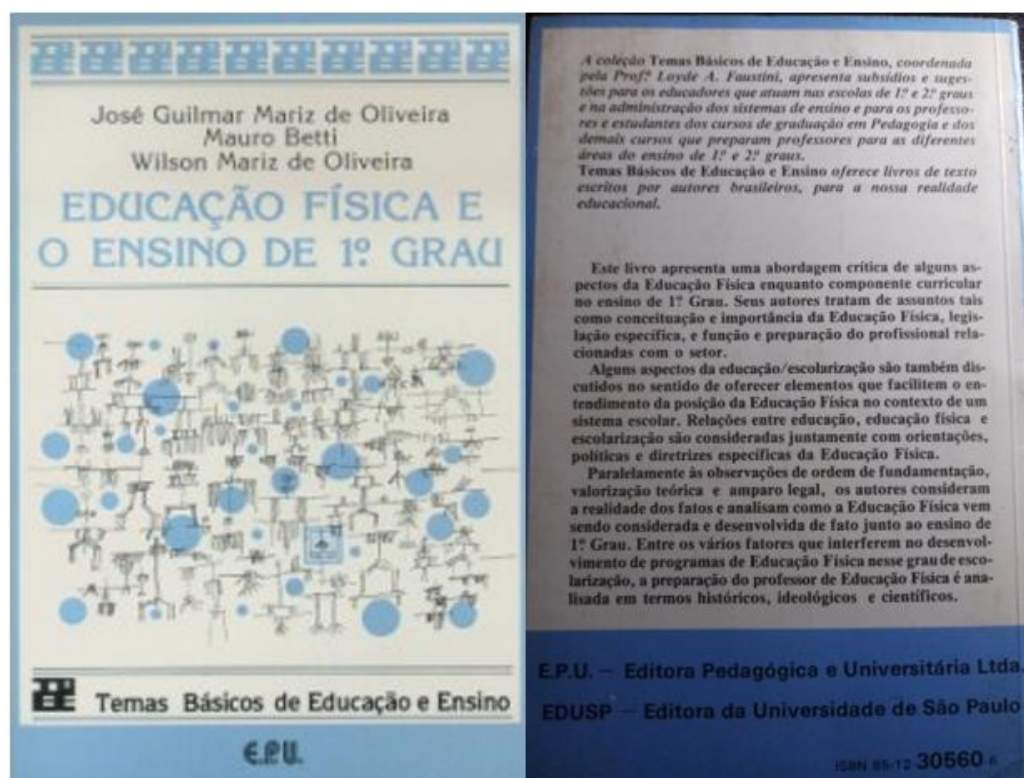 José Guilmar Mariz de Oliveira
Mauro Betti
Wilson Mariz de Oliveira
EDUCAÇÃO FÍSICA E
O ENSINO DE 1º GRAU
Temas Básicos de Educação e Ensino
E.P.U.
A coleção Temas Básicos de Educação e Ensino, coordenada
pela Profª Loyde A. Faustini, apresenta subsídios e suges-
tões para os educadores que atuam nas escolas de 1º e 2º graus
e na administração dos sistemas de ensino e para os professo-
res e estudantes dos cursos de graduação em Pedagogia e dos
demais cursos que preparam professores para as diferentes
áreas do ensino de 1º e 2º graus.
Temas Básicos de Educação e Ensino oferece livros de texto
escritos por autores brasileiros, para a nossa realidade
educacional.
Este livro apresenta uma abordagem crítica de alguns as-
pectos da Educação Física enquanto componente curricular
no ensino de 1º Grau. Seus autores tratam de assuntos tais
como conceituação e importância da Educação Física, legis-
lação específica, e função e preparação do profissional rela-
cionadas com o setor.
Alguns aspectos da educação/escolarização são também dis-
cutidos no sentido de oferecer elementos que facilitem o en-
tendimento da posição da Educação Física no contexto de um
sistema escolar. Relações entre educação, educação física e
escolarização são consideradas juntamente com orientações,
políticas e diretrizes específicas da Educação Física.
Paralelamente às observações de ordem de fundamentação,
valorização teórica e amparo legal, os autores consideram
a realidade dos fatos e analisam como a Educação Física vem
sendo considerada e desenvolvida de fato junto ao ensino de
1º Grau. Entre os vários fatores que interferem no desenvol-
vimento de programas de Educação Física nesse grau de esco-
larização, a preparação do professor de Educação Física é ana-
lisada em termos históricos, ideológicos e científicos.
E.P.U. — Editora Pedagógica e Universitária Ltda.
EDUSP — Editora da Universidade de São Paulo
ISBN 85-12-30560-6